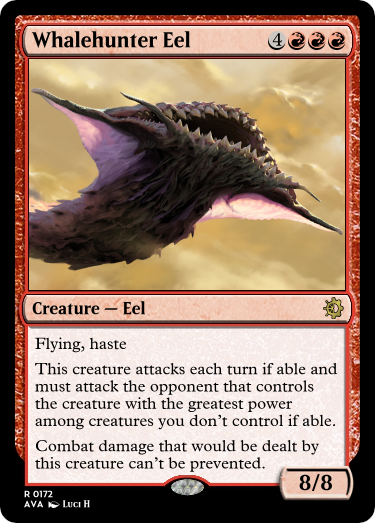 Whalehunter Eel 4
Creature — Eel
Flying, haste
This creature attacks each turn if able and
must attack the opponent that controls
the creature with the greatest power
among creatures you don't control if able.
Combat damage that would be dealt by
this creature can't be prevented.
8/8
R 0172
AVA Luci H